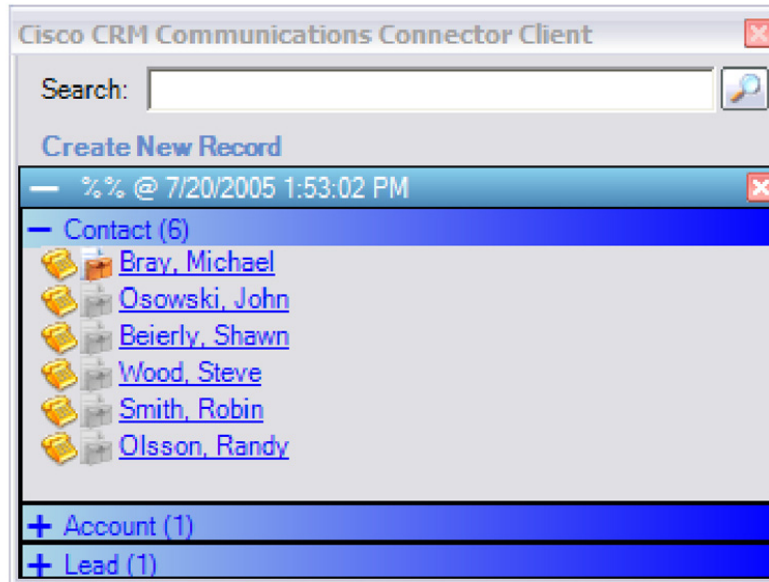 Cisco CRM Communications Connector Client
Search:
Create New Record
%% @ 7/20/2005 1:53:02 PM
Contact (6)
Bray, Michael
Osowski, John
Beierly, Shawn
Wood, Steve
Smith, Robin
Olsson, Randy
Account (1)
Lead (1)